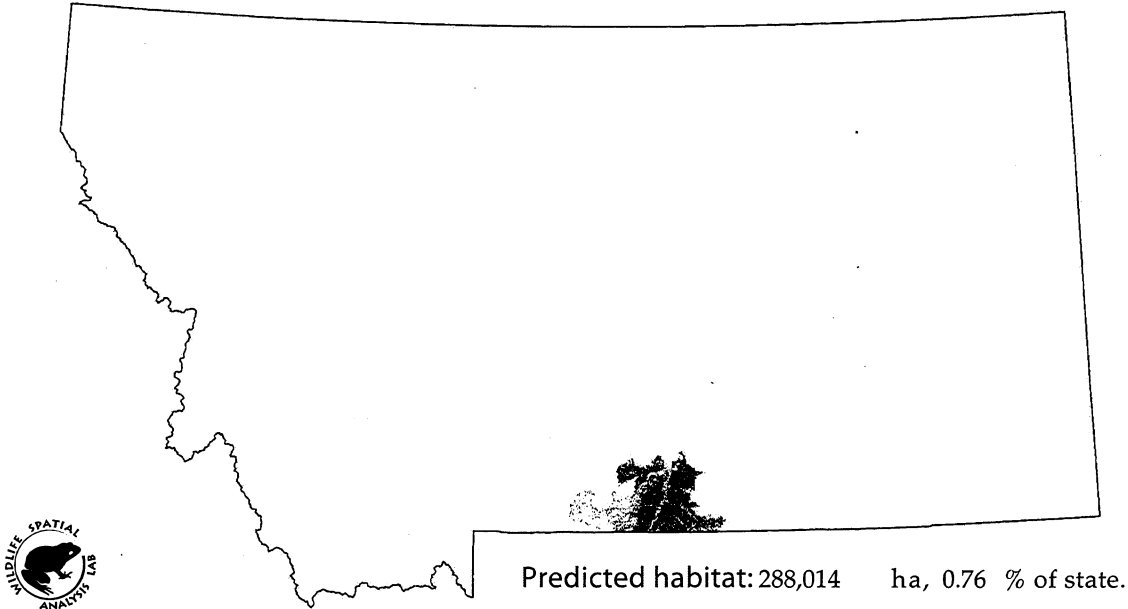 WILDLIFE SPATIAL
ANALYSIS LAB
Predicted habitat: 288,014 ha, 0.76 % of state.